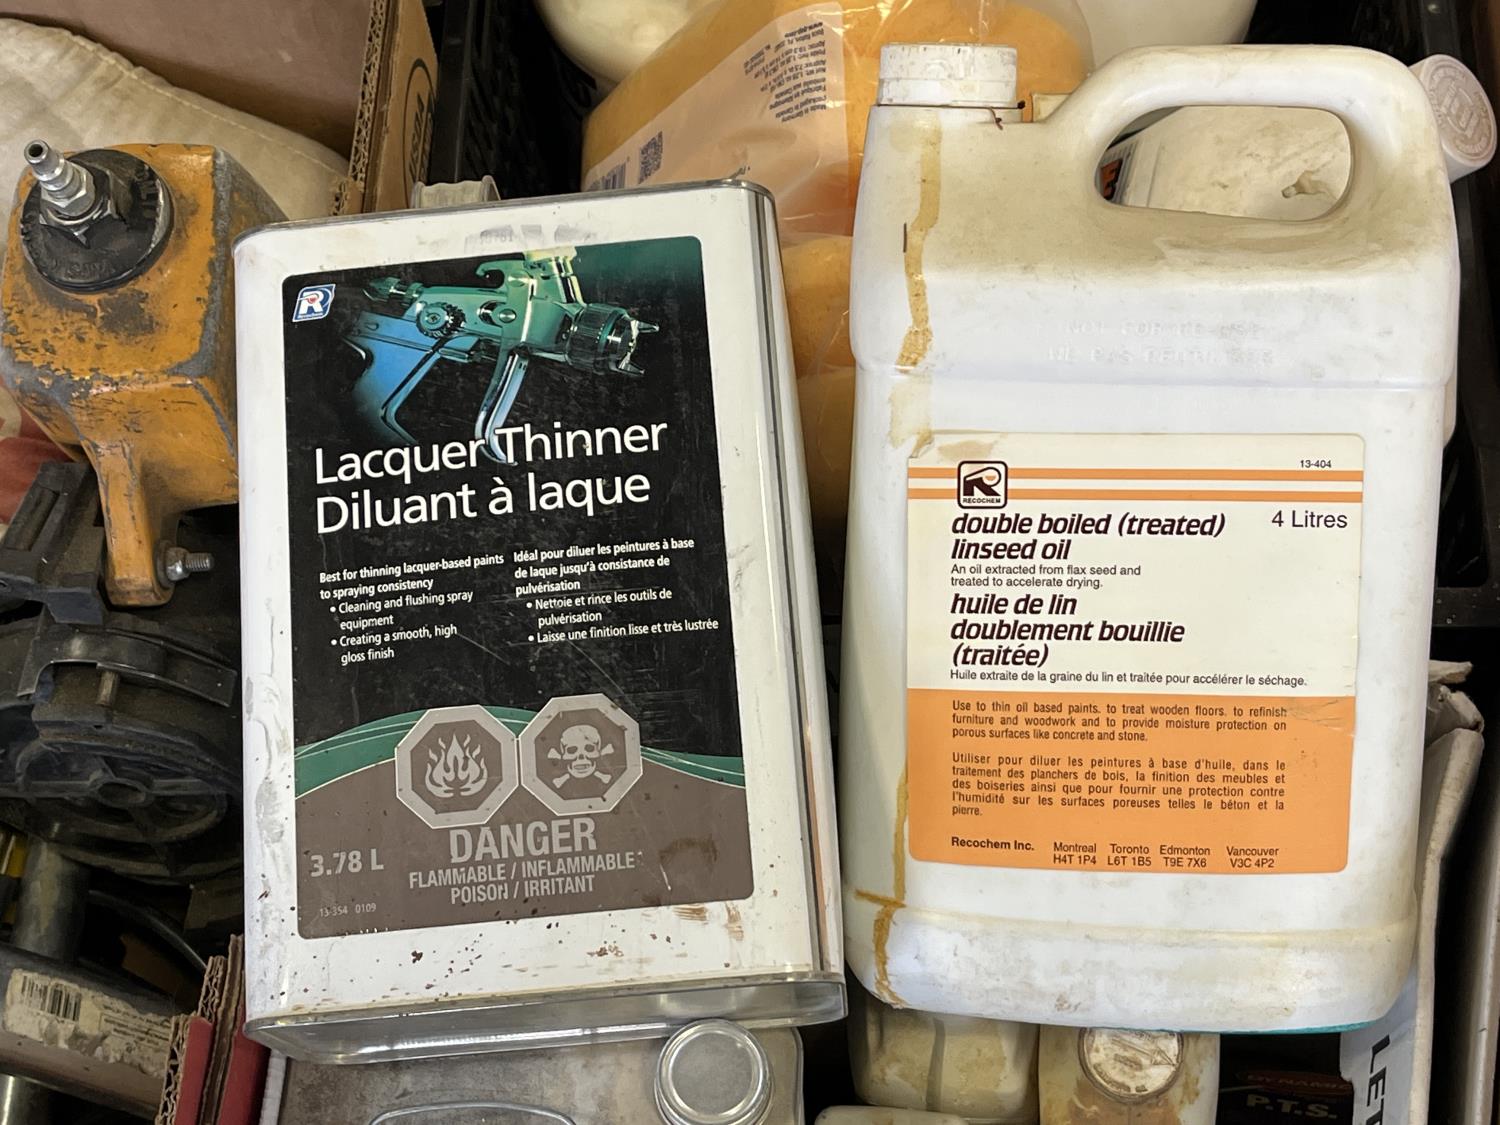 Lacquer Thinner
Diluant à laque
Best for thinning lacquer-based paints
to spraying consistency
• Cleaning and flushing spray
equipment
• Creating a smooth, high
gloss finish
Idéal pour diluer les peintures à base
de laque jusqu'à consistance de
pulvérisation
• Nettoie et rince les outils de
pulvérisation
• Laisse une finition lisse et très lustrée
3.78 L
DANGER
FLAMMABLE / INFLAMMABLE
POISON / IRRITANT
13-354 0109
NOT FOR RE-USE
NE PAS REUTILISER
13-404
RECOCHEM
double boiled (treated)
4 Litres
linseed oil
An oil extracted from flax seed and
treated to accelerate drying.
huile de lin
doublement bouillie
(traitée)
Huile extraite de la graine du lin et traitée pour accélérer le séchage.
Use to thin oil based paints. to treat wooden floors. to refinish
furniture and woodwork and to provide moisture protection on
porous surfaces like concrete and stone.
Utiliser pour diluer les peintures à base d'huile, dans le
traitement des planchers de bois, la finition des meubles et
des boiseries ainsi que pour fournir une protection contre
l'humidité sur les surfaces poreuses telles le béton et la
pierre.
Recochem Inc. Montreal Toronto Edmonton Vancouver
H4T 1P4 L6T 1B5 T9E 7X6 V3C 4P2
P.T.S.
LE